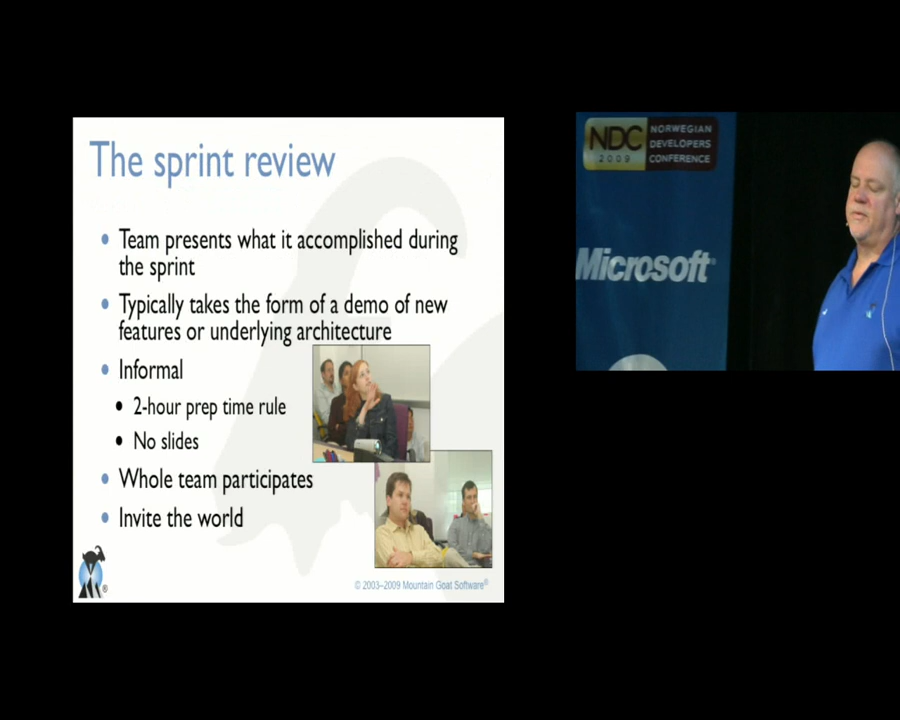 The sprint review
Team presents what it accomplished during
the sprint
Typically takes the form of a demo of new
features or underlying architecture
Informal
2-hour prep time rule
No slides
Whole team participates
Invite the world
© 2003–2009 Mountain Goat Software®
NDC
2009
NORWEGIAN
DEVELOPERS
CONFERENCE
Microsoft®